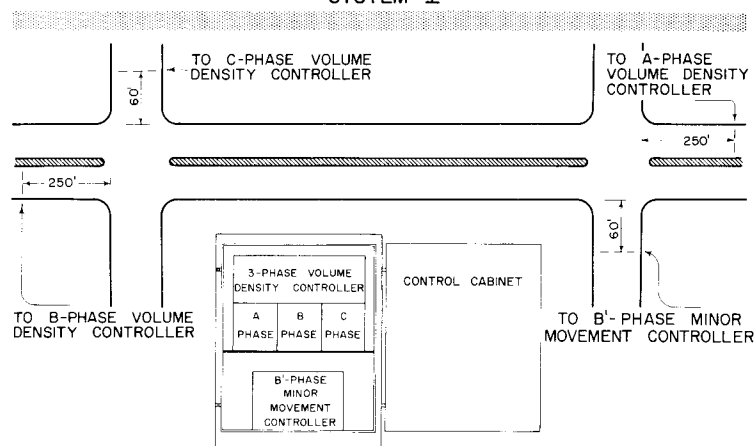 SYSTEM I
TO C-PHASE VOLUME
DENSITY CONTROLLER
TO A-PHASE
VOLUME DENSITY
CONTROLLER
60'
250'
250'
60'
3-PHASE VOLUME
DENSITY CONTROLLER
A PHASE
B PHASE
C PHASE
CONTROL CABINET
TO B-PHASE VOLUME
DENSITY CONTROLLER
TO B'-PHASE MINOR
MOVEMENT CONTROLLER
B'-PHASE
MINOR
MOVEMENT
CONTROLLER